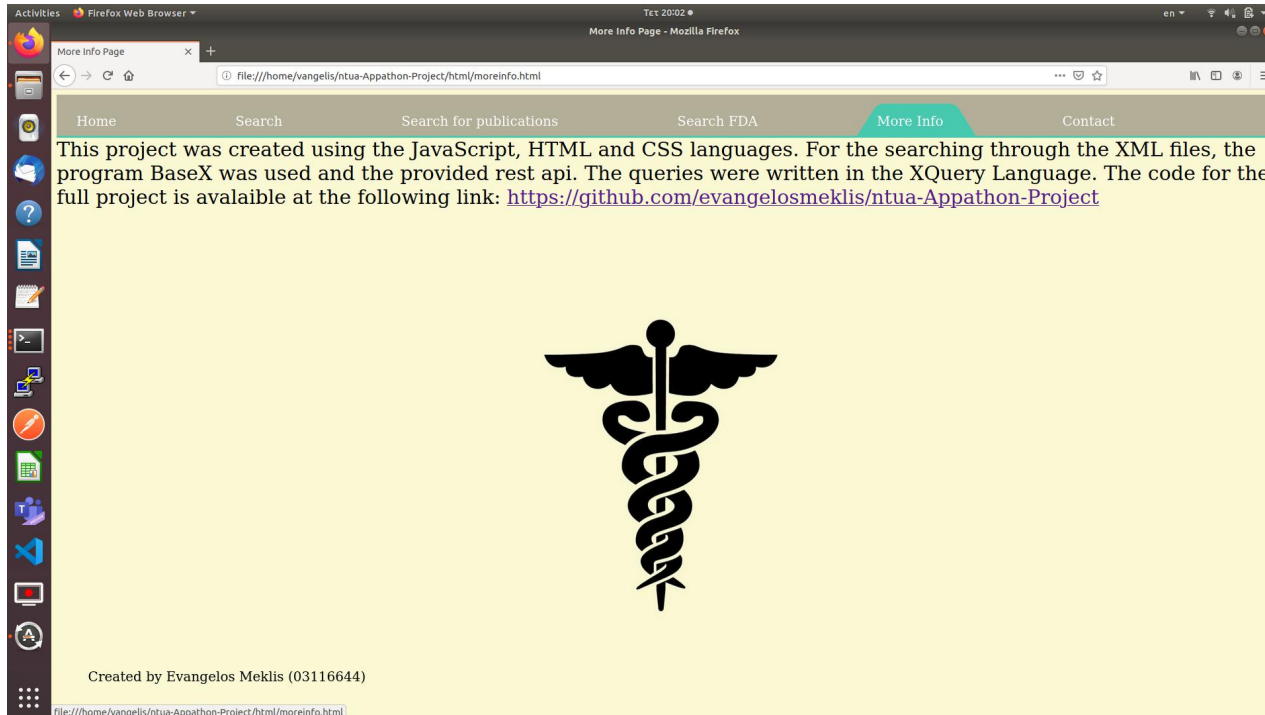 Activities Firefox Web Browser Τετ 20:02 en
More Info Page - Mozilla Firefox
More Info Page
file:///home/vangelis/ntua-Appathon-Project/html/moreinfo.html
Home Search Search for publications Search FDA More Info Contact
This project was created using the JavaScript, HTML and CSS languages. For the searching through the XML files, the
program BaseX was used and the provided rest api. The queries were written in the XQuery Language. The code for the
full project is avalaible at the following link: https://github.com/evangelosmeklis/ntua-Appathon-Project
Created by Evangelos Meklis (03116644)
file:///home/vangelis/ntua-Appathon-Project/html/moreinfo.html